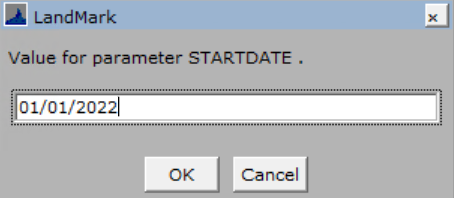 LandMark
x
Value for parameter STARTDATE .
01/01/2022
OK Cancel